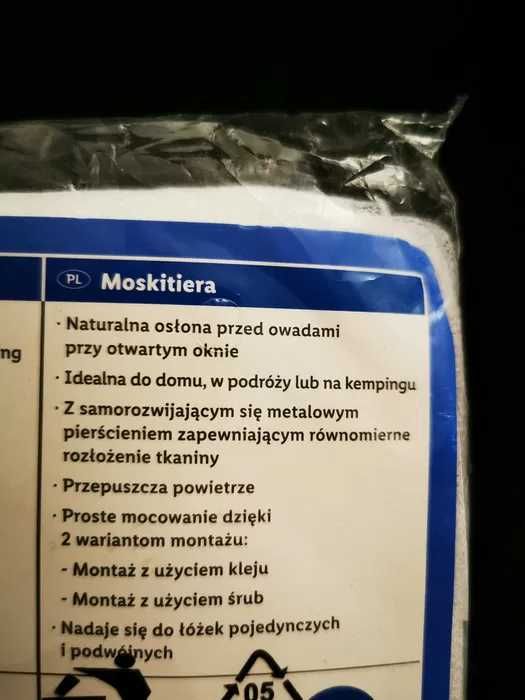 PL Moskitiera
· Naturalna osłona przed owadami
przy otwartym oknie
· Idealna do domu, w podróży lub na kempingu
· Z samorozwijającym się metalowym
pierścieniem zapewniającym równomierne
rozłożenie tkaniny
· Przepuszcza powietrze
· Proste mocowanie dzięki
2 wariantom montażu:
- Montaż z użyciem kleju
- Montaż z użyciem śrub
· Nadaje się do łóżek pojedynczych
i podwójnych
ng
05